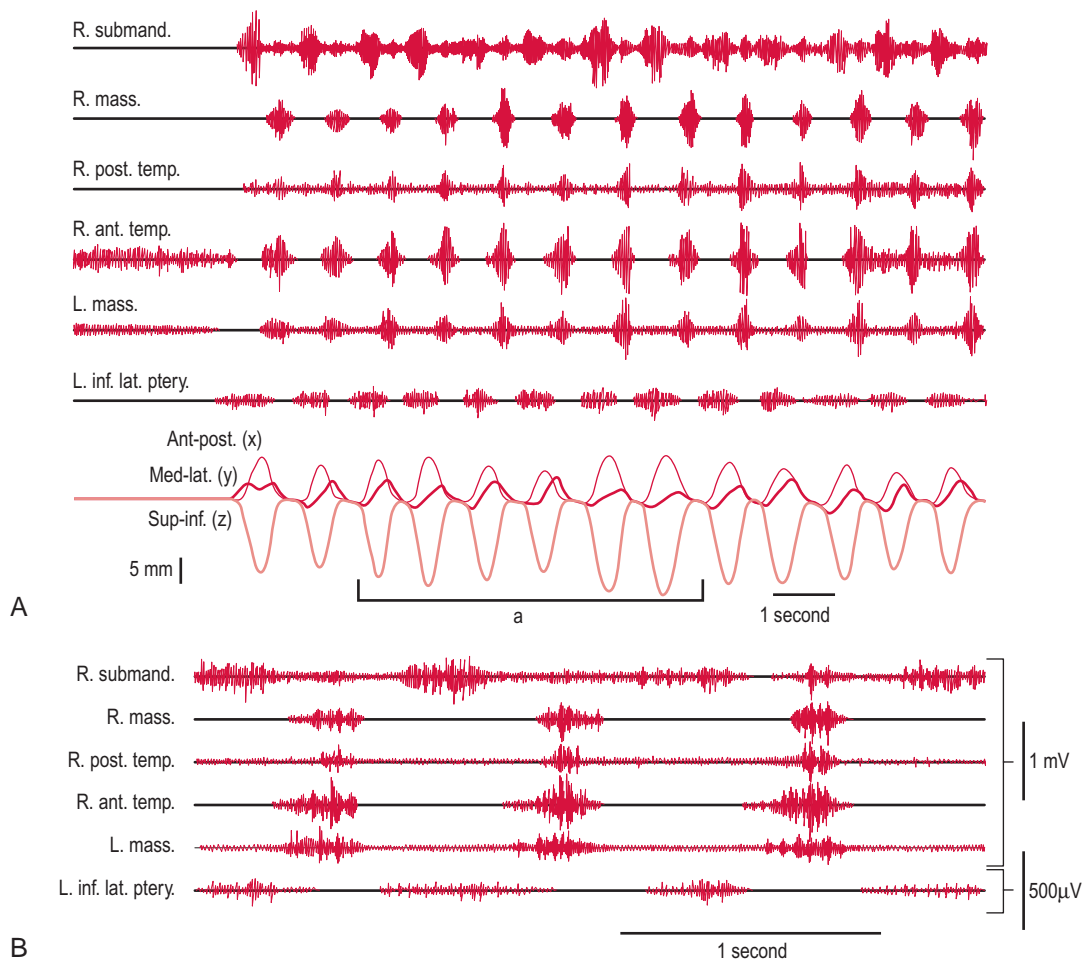 R. submand.
R. mass.
R. post. temp.
R. ant. temp.
L. mass.
L. inf. lat. ptery.
Ant-post. (x)
Med-lat. (y)
Sup-inf. (z)
5 mm
a
1 second
A
R. submand.
R. mass.
R. post. temp.
R. ant. temp.
L. mass.
L. inf. lat. ptery.
1 mV
500μV
1 second
B